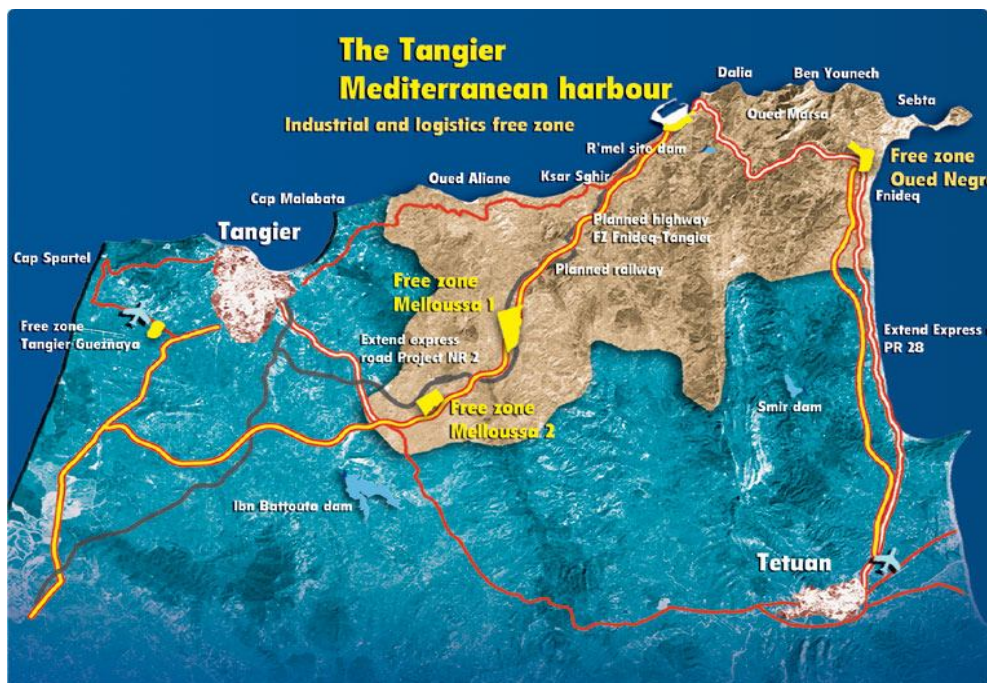 The Tangier
Mediterranean harbour
Industrial and logistics free zone
Dalia
Ben Younech
Sebta
Oued Marsa
R'mel sito dam
Free zone
Oued Negro
Fnideq
Ksar Sghir
Oued Aliane
Cap Malabata
Tangier
Planned highway
FZ Fnideq-Tangier
Cap Spartel
Planned railway
Free zone
Melloussa 1
Free zone
Tangier Gueznaya
Extend express
road Project NR 2
Extend Express
PR 28
Free zone
Melloussa 2
Smir dam
Ibn Battouta dam
Tetuan